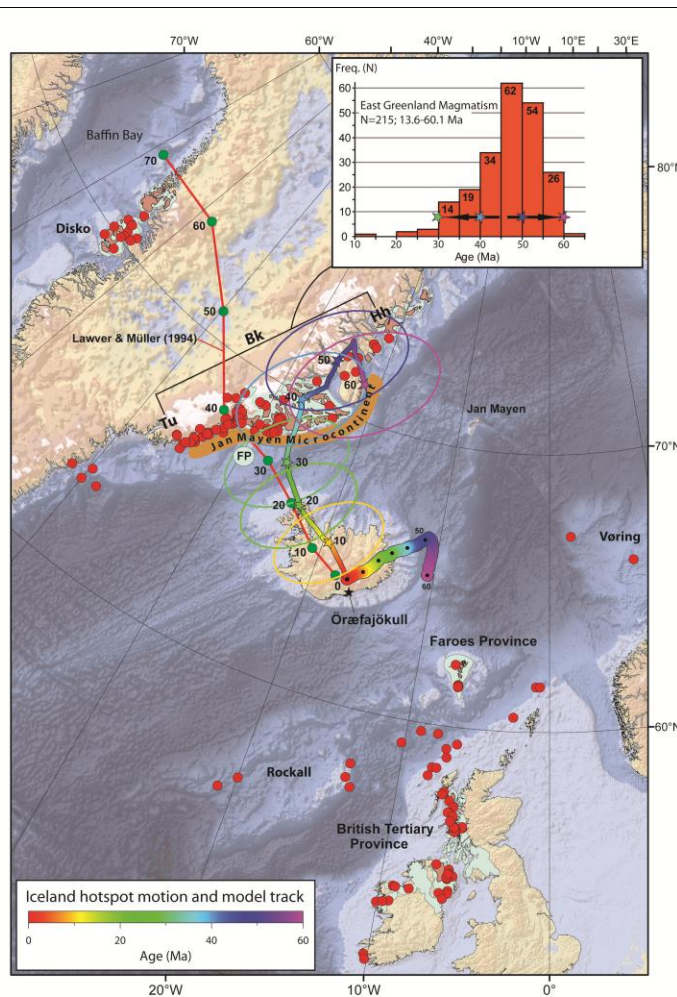 70°W
60°W
40°W
10°W
10°E
30°E
Freq. (N)
60
50
40
30
20
10
0
East Greenland Magmatism
N=215; 13.6-60.1 Ma
14
19
34
62
54
26
10
20
30
40
50
60
Age (Ma)
Baffin Bay
70
80°N
Disko
60
50
Lawver & Müller (1994)
Bk
Hh
50
60
40
40
Tu
Jan Mayen Microcontinent
Jan Mayen
70°N
FP
30
30
20
20
10
10
0
50
60
Vøring
Öræfajökull
Faroes Province
60°N
Rockall
British Tertiary
Province
Iceland hotspot motion and model track
0
20
40
60
Age (Ma)
20°W
10°W
0°